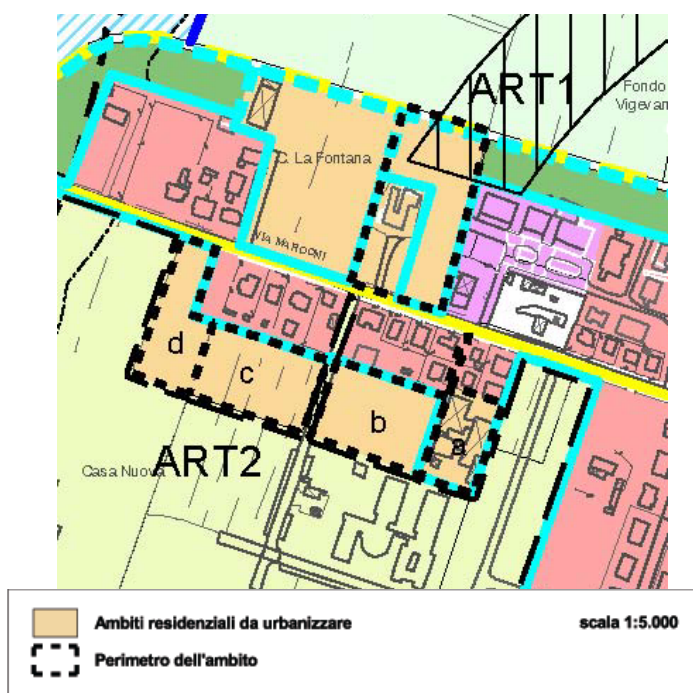 ART1
Fondo
Vigevan
C. La Fontana
VIA MAROCNI
d
c
b
a
Casa Nuova
ART2
Ambiti residenziali da urbanizzare
scala 1:5.000
Perimetro dell'ambito